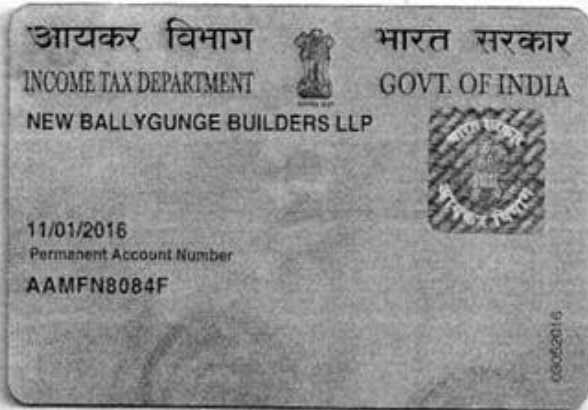 आयकर विभाग
भारत सरकार
INCOME TAX DEPARTMENT
GOVT. OF INDIA
NEW BALLYGUNGE BUILDERS LLP
11/01/2016
Permanent Account Number
AAMFN8084F